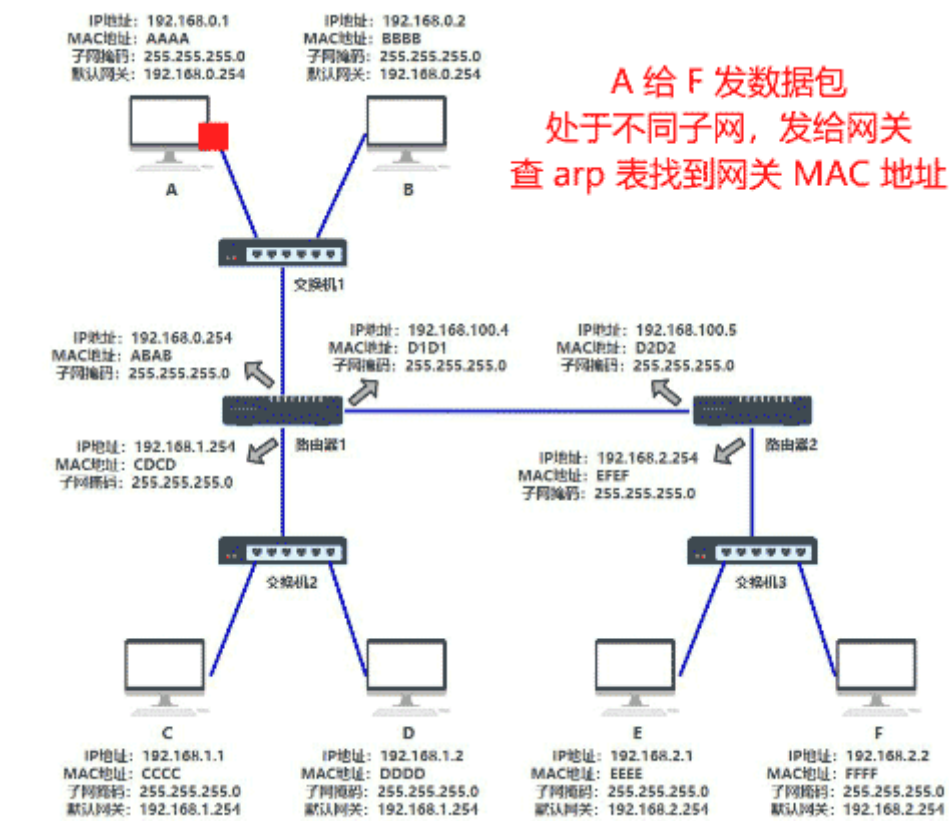 IP地址：192.168.0.1
MAC地址：AAAA
子网掩码：255.255.255.0
默认网关：192.168.0.254
IP地址：192.168.0.2
MAC地址：BBBB
子网掩码：255.255.255.0
默认网关：192.168.0.254
A 给 F 发数据包
处于不同子网，发给网关
查 arp 表找到网关 MAC 地址
A
B
交换机1
IP地址：192.168.0.254
MAC地址：ABAB
子网掩码：255.255.255.0
IP地址：192.168.100.4
MAC地址：D1D1
子网掩码：255.255.255.0
IP地址：192.168.100.5
MAC地址：D2D2
子网掩码：255.255.255.0
路由器1
路由器2
IP地址：192.168.1.254
MAC地址：CDCD
子网掩码：255.255.255.0
IP地址：192.168.2.254
MAC地址：EFEF
子网掩码：255.255.255.0
交换机2
交换机3
C
IP地址：192.168.1.1
MAC地址：CCCC
子网掩码：255.255.255.0
默认网关：192.168.1.254
D
IP地址：192.168.1.2
MAC地址：DDDD
子网掩码：255.255.255.0
默认网关：192.168.1.254
E
IP地址：192.168.2.1
MAC地址：EEEE
子网掩码：255.255.255.0
默认网关：192.168.2.254
F
IP地址：192.168.2.2
MAC地址：FFFF
子网掩码：255.255.255.0
默认网关：192.168.2.254